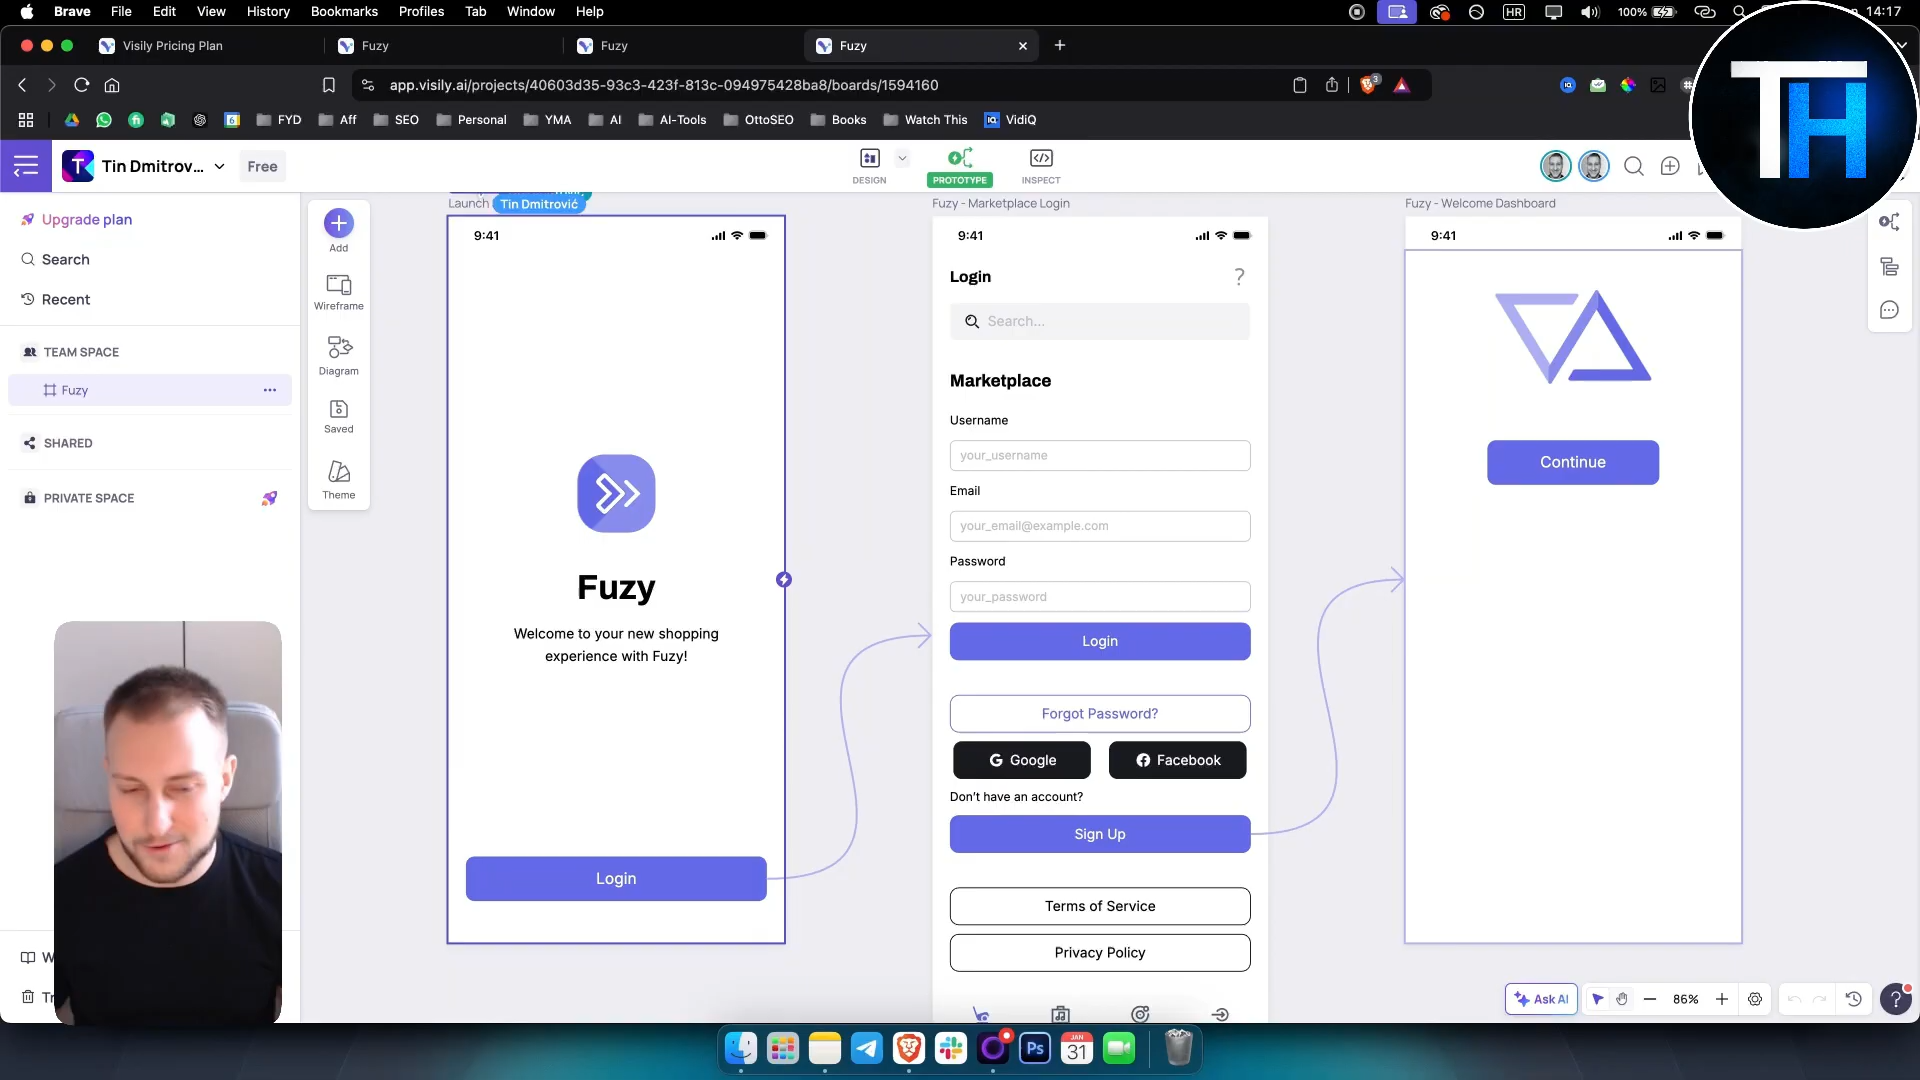 Brave File Edit View History Bookmarks Profiles Tab Window Help
HR 100% 14:17
Visily Pricing Plan
Fuzy
Fuzy
Fuzy
app.visily.ai/projects/40603d35-93c3-423f-813c-094975428ba8/boards/1594160
3
6 FYD Aff SEO Personal YMA AI AI-Tools OttoSEO Books Watch This VidIQ
TH
T Tin Dmitrov... Free
DESIGN PROTOTYPE INSPECT
Upgrade plan
Search
Recent
TEAM SPACE
Fuzy
SHARED
PRIVATE SPACE
W
Add
Wireframe
Diagram
Saved
Theme
Launch
Tin Dmitrović
9:41
Fuzy
Welcome to your new shopping
experience with Fuzy!
Login
Fuzy - Marketplace Login
9:41
Login ?
Search...
Marketplace
Username
your_username
Email
your_email@example.com
Password
your_password
Login
Forgot Password?
Google Facebook
Don't have an account?
Sign Up
Terms of Service
Privacy Policy
Fuzy - Welcome Dashboard
9:41
Continue
Ask AI 86% ?
Ps
JAN
31